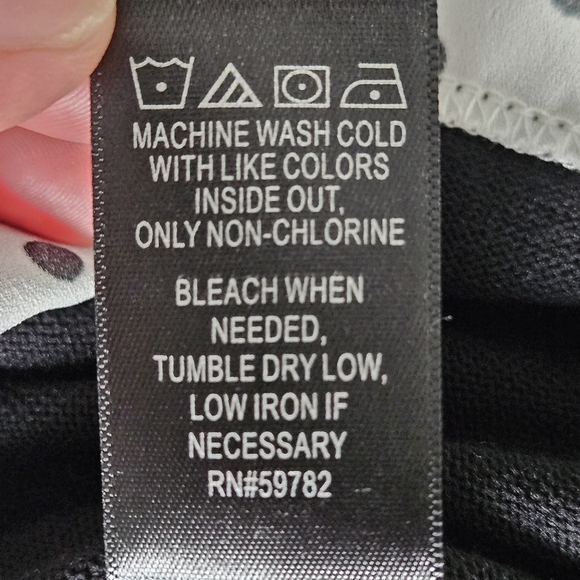 MACHINE WASH COLD
WITH LIKE COLORS
INSIDE OUT,
ONLY NON-CHLORINE
BLEACH WHEN
NEEDED,
TUMBLE DRY LOW,
LOW IRON IF
NECESSARY
RN#59782